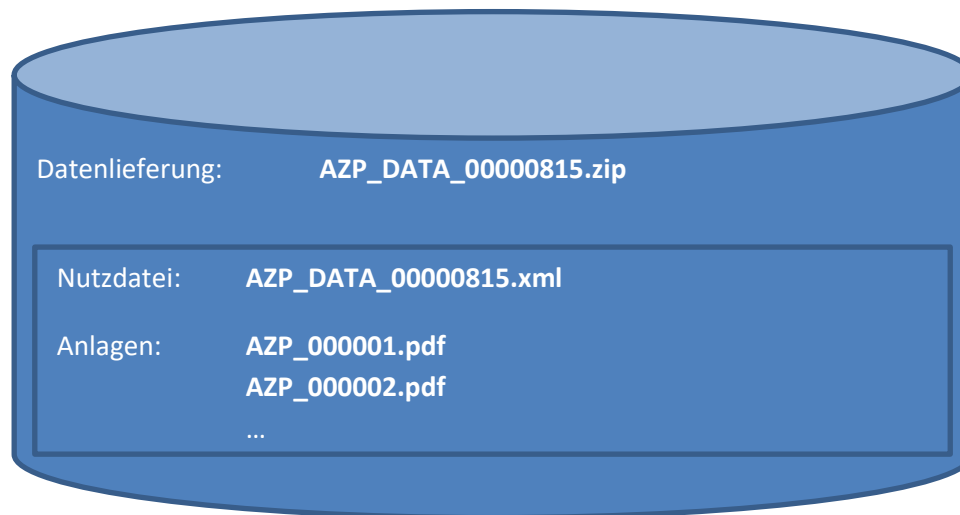 Datenlieferung: AZP_DATA_00000815.zip
Nutzdatei: AZP_DATA_00000815.xml
Anlagen: AZP_000001.pdf
AZP_000002.pdf
…